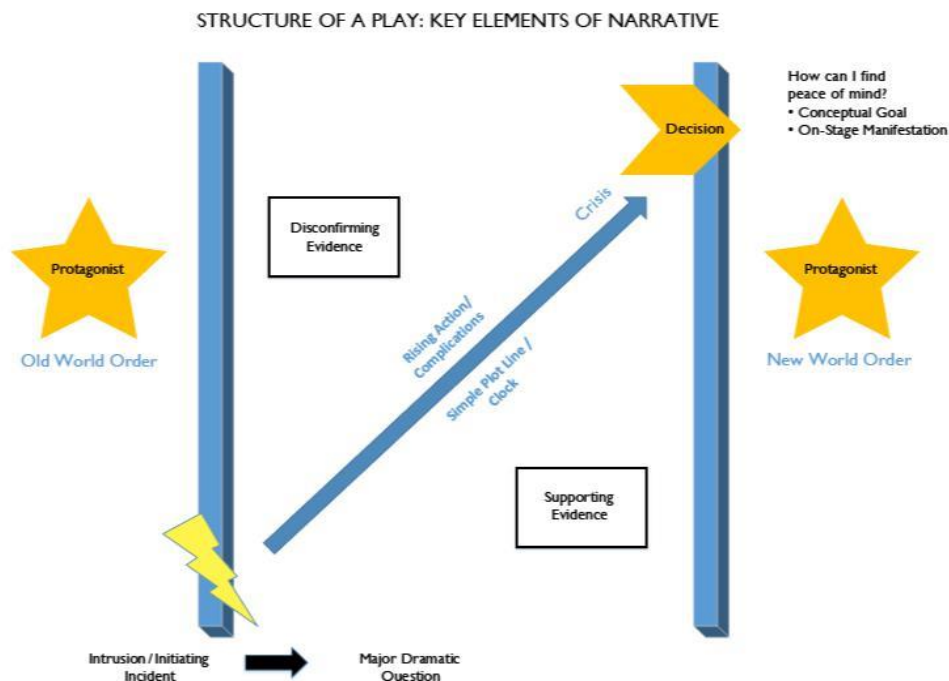 STRUCTURE OF A PLAY: KEY ELEMENTS OF NARRATIVE
How can I find
peace of mind?
• Conceptual Goal
• On-Stage Manifestation
Decision
Crisis
Disconfirming
Evidence
Protagonist
Old World Order
Protagonist
New World Order
Rising Action/
Complications
Simple Plot Line /
Clock
Supporting
Evidence
Intrusion/Initiating
Incident
Major Dramatic
Question